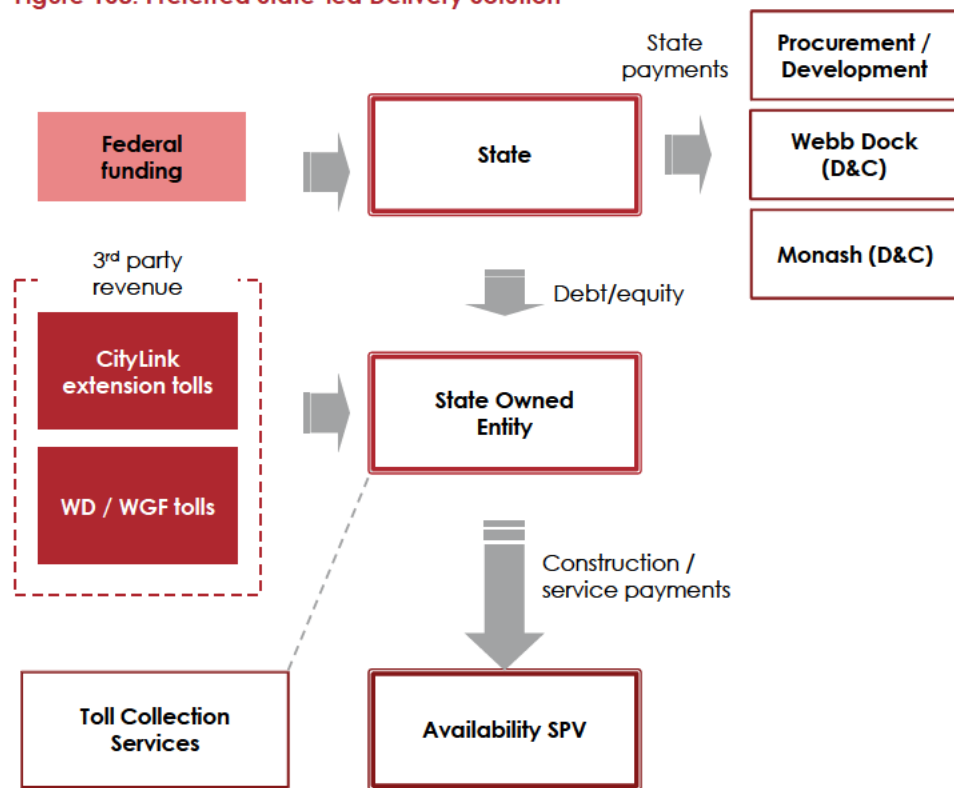 State
payments
Procurement /
Development
Federal
funding
State
Webb Dock
(D&C)
Monash (D&C)
3rd party
revenue
Debt/equity
CityLink
extension tolls
State Owned
Entity
WD / WGF tolls
Construction /
service payments
Toll Collection
Services
Availability SPV